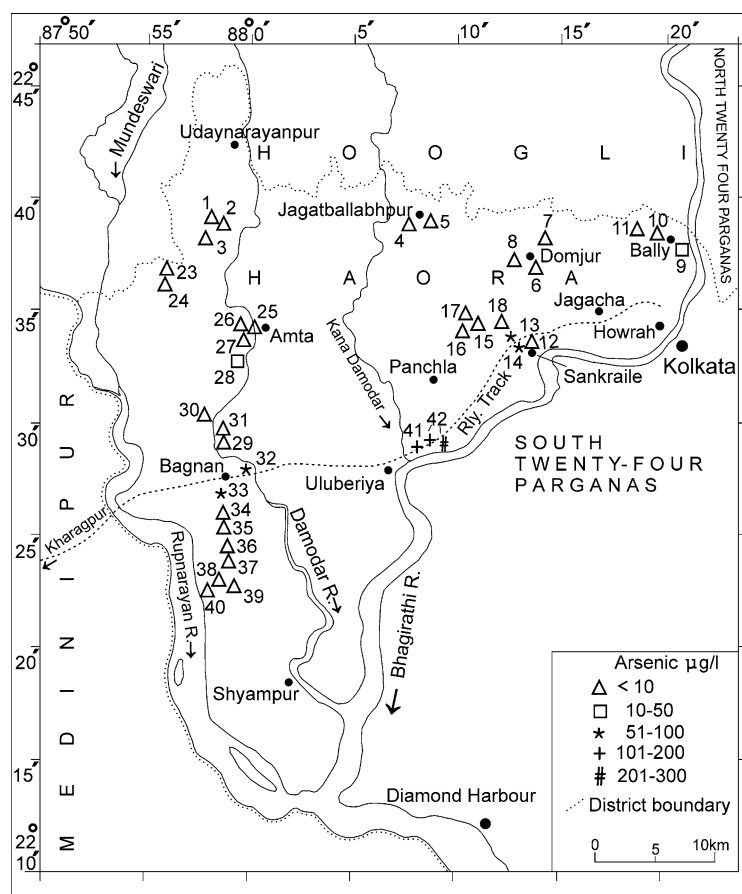 87° 50′ 55′ 88° 0′ 5′ 10′ 15′ 20′
22° 45′
40′
35′
30′
25′
20′
15′
22° 10′
Mundeswari
Udaynarayanpur
H O O G L I
NORTH TWENTY FOUR PARGANAS
1 2
3
Jagatballabhpur
4 5
7
8 Domjur
6
11 10
Bally
9
23
24
H A O R A
Jagacha
Howrah
Kolkata
26 25
Amta
27
28
Kana Damodar
17 18
16 15
13
12
14
Sankraile
Panchla
Rly. Track
30 31
29
41 42
SOUTH
TWENTY-FOUR
PARGANAS
Bagnan 32
Uluberiya
33
34
35
36
37
38
39
40
Kharagpur
MEDINIPUR
Rupnarayan R.
Damodar R.
Bhagirathi R.
Shyampur
Diamond Harbour
Arsenic µg/l
< 10
10-50
51-100
101-200
201-300
District boundary
0 5 10km